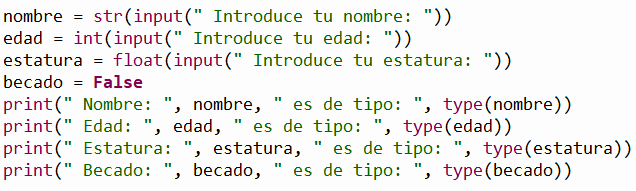 nombre = str(input(" Introduce tu nombre: "))
edad = int(input(" Introduce tu edad: "))
estatura = float(input(" Introduce tu estatura: "))
becado = False
print(" Nombre: ", nombre, " es de tipo: ", type(nombre))
print(" Edad: ", edad, " es de tipo: ", type(edad))
print(" Estatura: ", estatura, " es de tipo: ", type(estatura))
print(" Becado: ", becado, " es de tipo: ", type(becado))